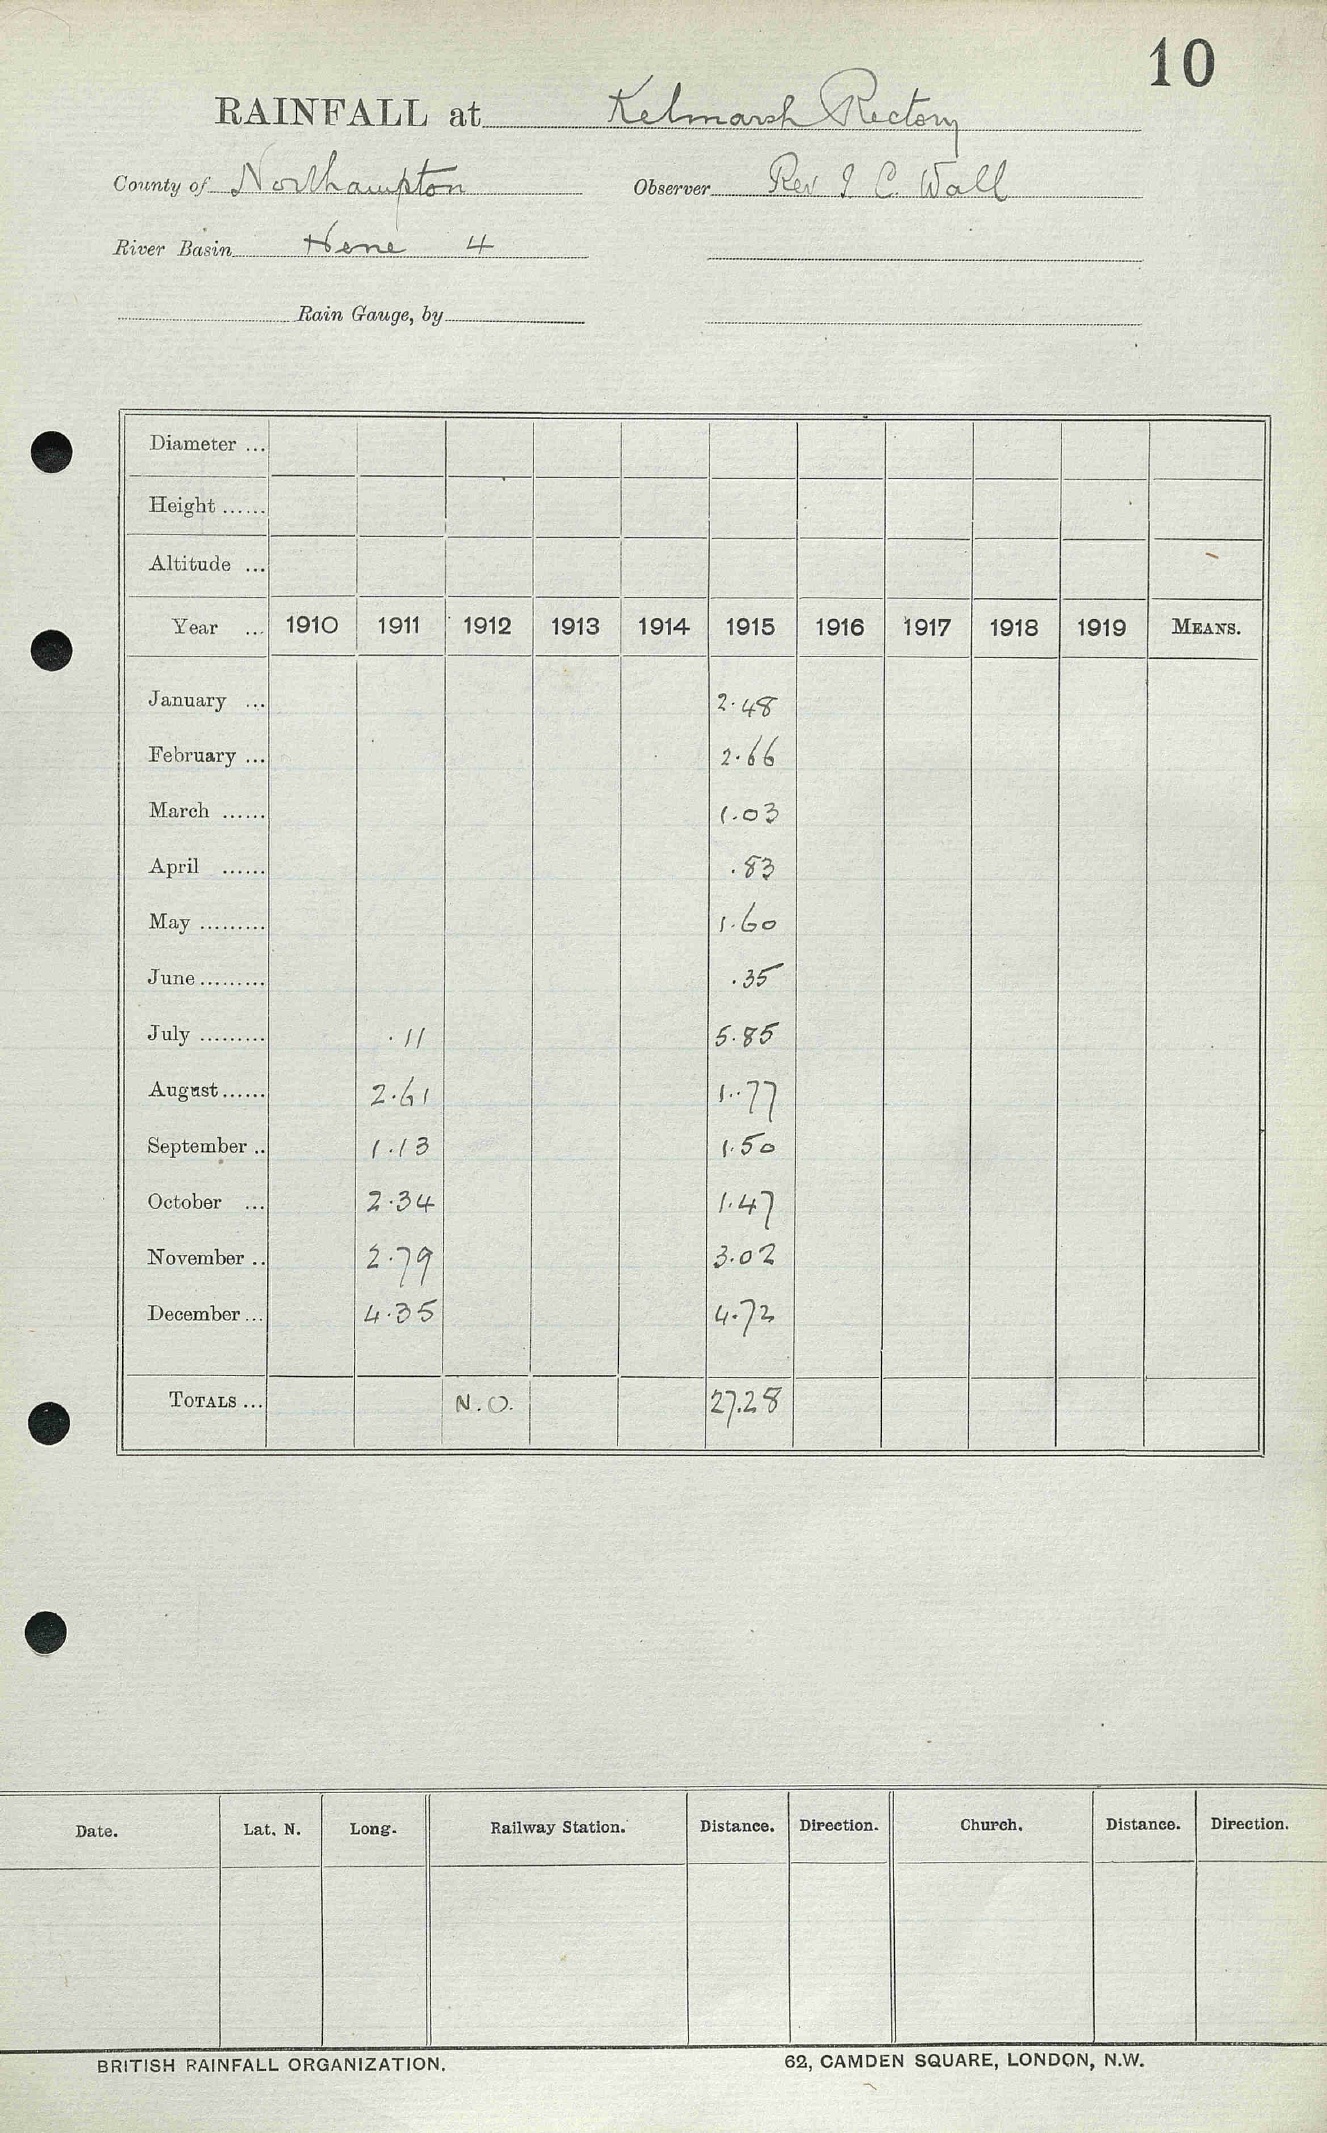 10
RAINFALL at Kelmarsh Rectory
County of Northampton Observer Rev I C. Wall
River Basin Nene 4
Rain Gauge, by
Diameter ...
Height ......
Altitude ...
Year ... 1910 1911 1912 1913 1914 1915 1916 1917 1918 1919 MEANS.
January ... 2.48
February ... 2.66
March ...... 1.03
April ...... .83
May ......... 1.60
June ......... .35
July ......... .11 5.85
August ...... 2.61 1.77
September .. 1.13 1.50
October ... 2.34 1.47
November .. 2.79 3.02
December ... 4.35 4.72
TOTALS ... N.O. 27.28
Date. Lat. N. Long. Railway Station. Distance. Direction. Church. Distance. Direction.
BRITISH RAINFALL ORGANIZATION. 62, CAMDEN SQUARE, LONDON, N.W.